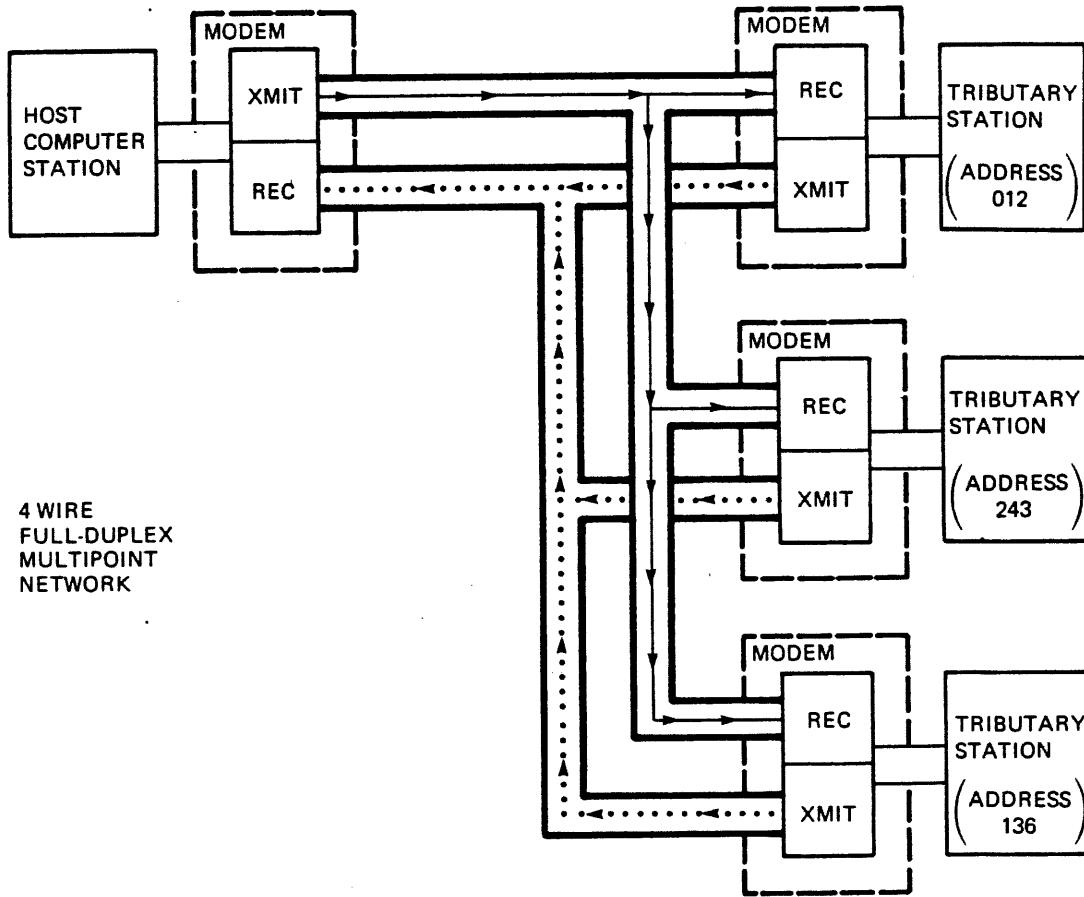 MODEM
XMIT
REC
HOST
COMPUTER
STATION
MODEM
REC
XMIT
TRIBUTARY
STATION
(ADDRESS
012)
MODEM
REC
XMIT
TRIBUTARY
STATION
(ADDRESS
243)
4 WIRE
FULL-DUPLEX
MULTIPOINT
NETWORK
MODEM
REC
XMIT
TRIBUTARY
STATION
(ADDRESS
136)